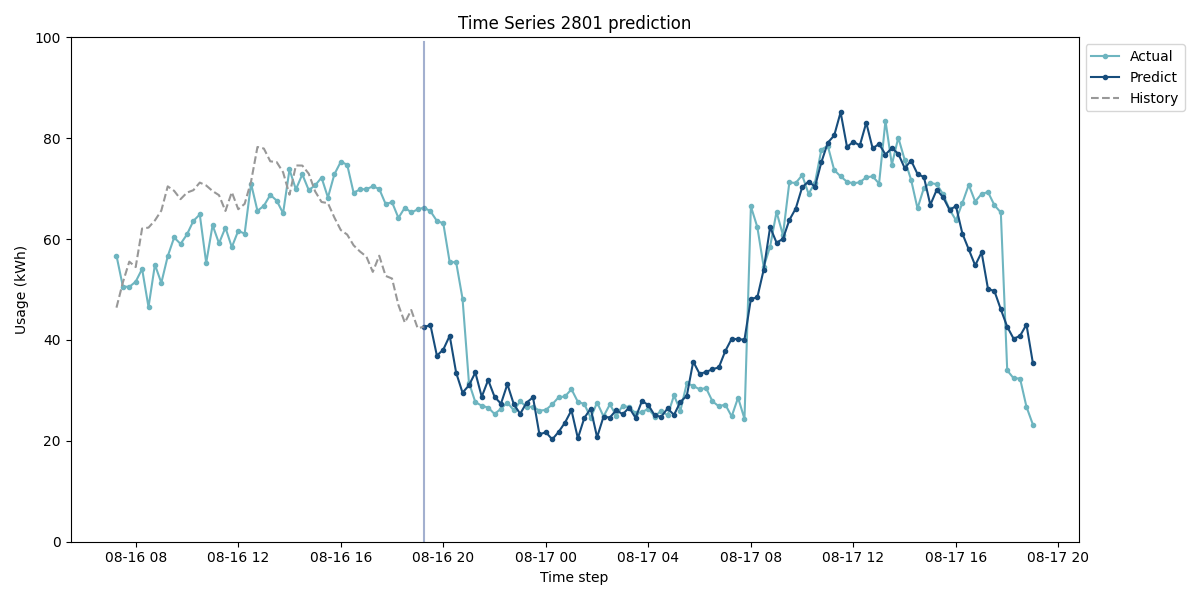 Time Series 2801 prediction
100
80
60
40
20
0
Usage (kWh)
08-16 08
08-16 12
08-16 16
08-16 20
08-17 00
08-17 04
08-17 08
08-17 12
08-17 16
08-17 20
Time step
Actual
Predict
History